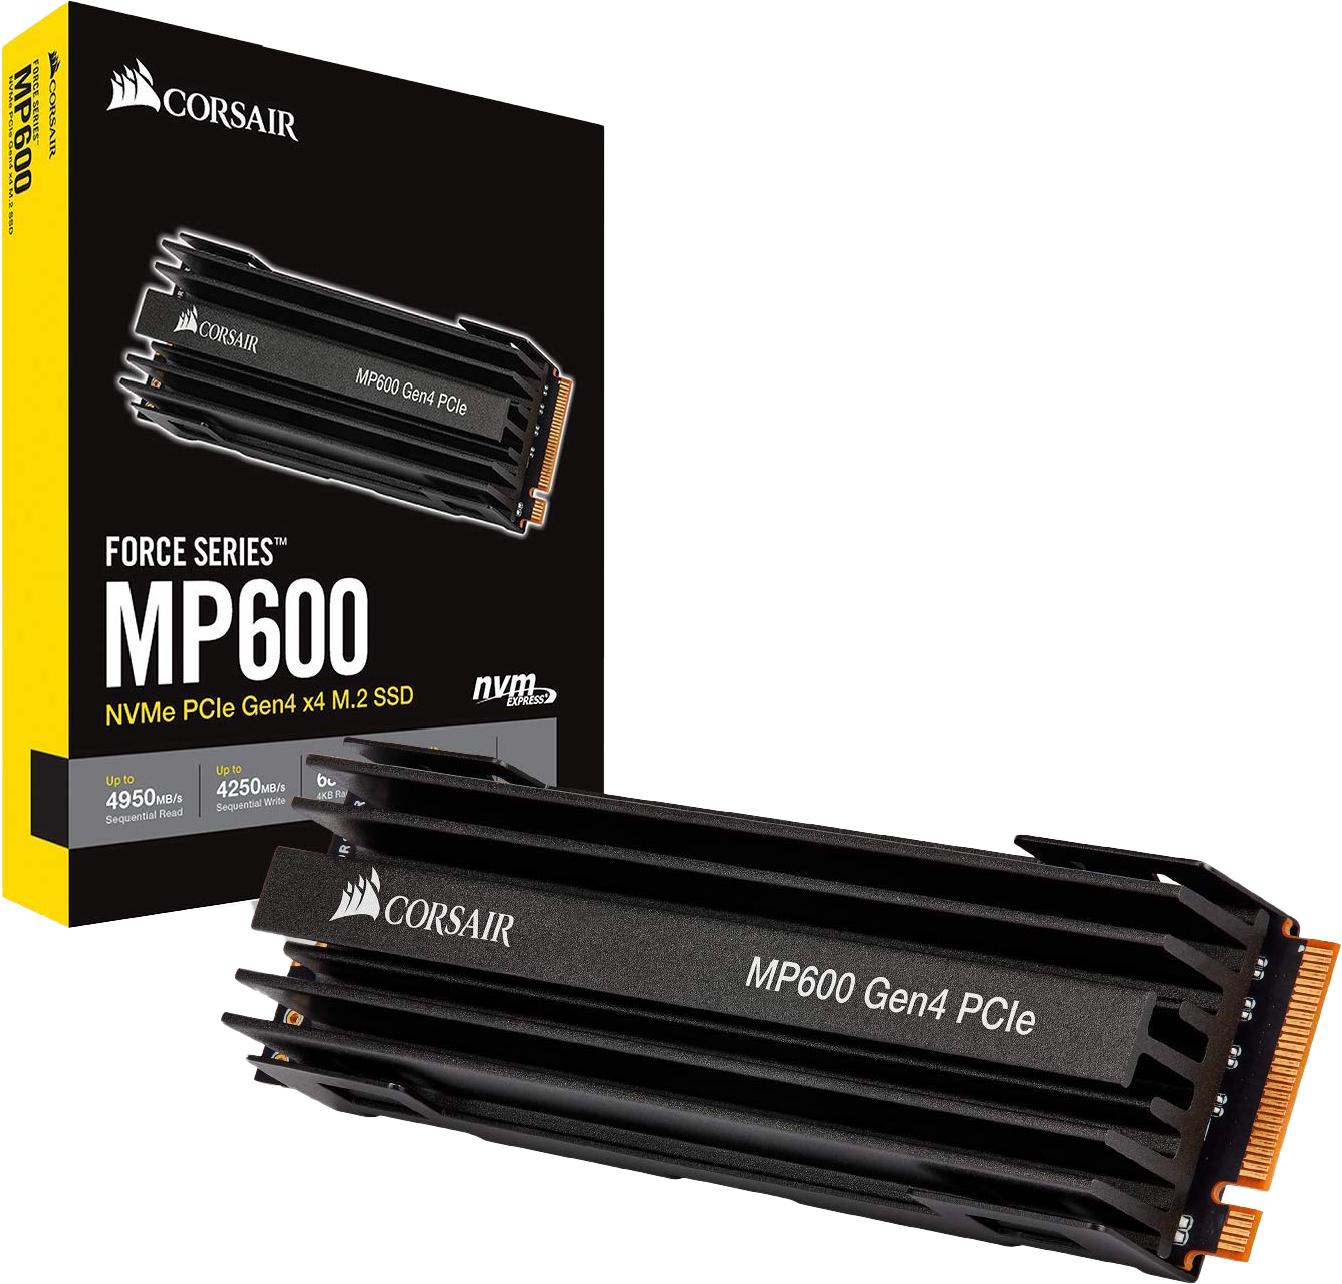 CORSAIR
FORCE SERIES™
MP600
NVMe PCIe Gen4 x4 M.2 SSD
CORSAIR
CORSAIR
MP600 Gen4 PCIe
FORCE SERIES™
MP600
NVMe PCIe Gen4 x4 M.2 SSD
nvm
EXPRESS
Up to
4950MB/s
Sequential Read
Up to
4250MB/s
Sequential Write
4KB
CORSAIR
MP600 Gen4 PCIe